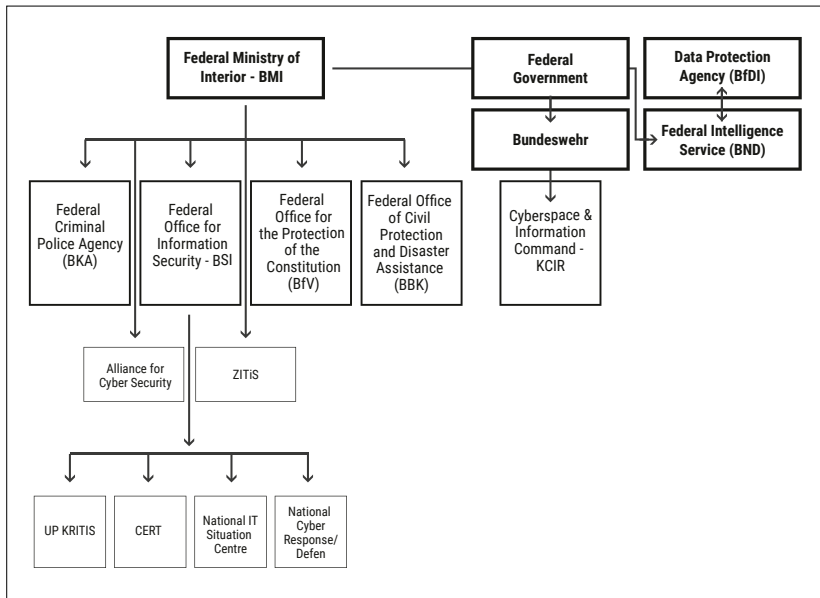 Federal Ministry of
Interior - BMI
Federal
Government
Data Protection
Agency (BfDI)
Bundeswehr
Federal Intelligence
Service (BND)
Federal
Criminal
Police Agency
(BKA)
Federal
Office for
Information
Security - BSI
Federal
Office for
the Protection
of the
Constitution
(BfV)
Federal Office
of Civil
Protection
and Disaster
Assistance
(BBK)
Cyberspace &
Information
Command -
KCIR
Alliance for
Cyber Security
ZITiS
UP KRITIS
CERT
National IT
Situation
Centre
National
Cyber
Response/
Defen